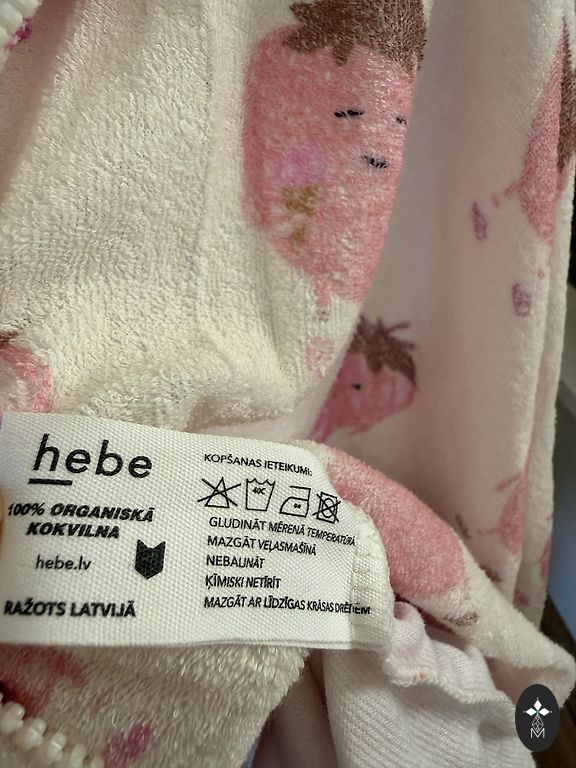 hebe
100% ORGANISKĀ
KOKVILNA
hebe.lv
RAŽOTS LATVIJĀ
KOPŠANAS IETEIKUMI:
40C
GLUDINĀT MĒRENĀ TEMPERATŪRĀ
MAZGĀT VEĻASMAŠĪNĀ
NEBALINĀT
ĶĪMISKI NETĪRĪT
MAZGĀT AR LĪDZĪGAS KRĀSAS DRĒBĒM
M